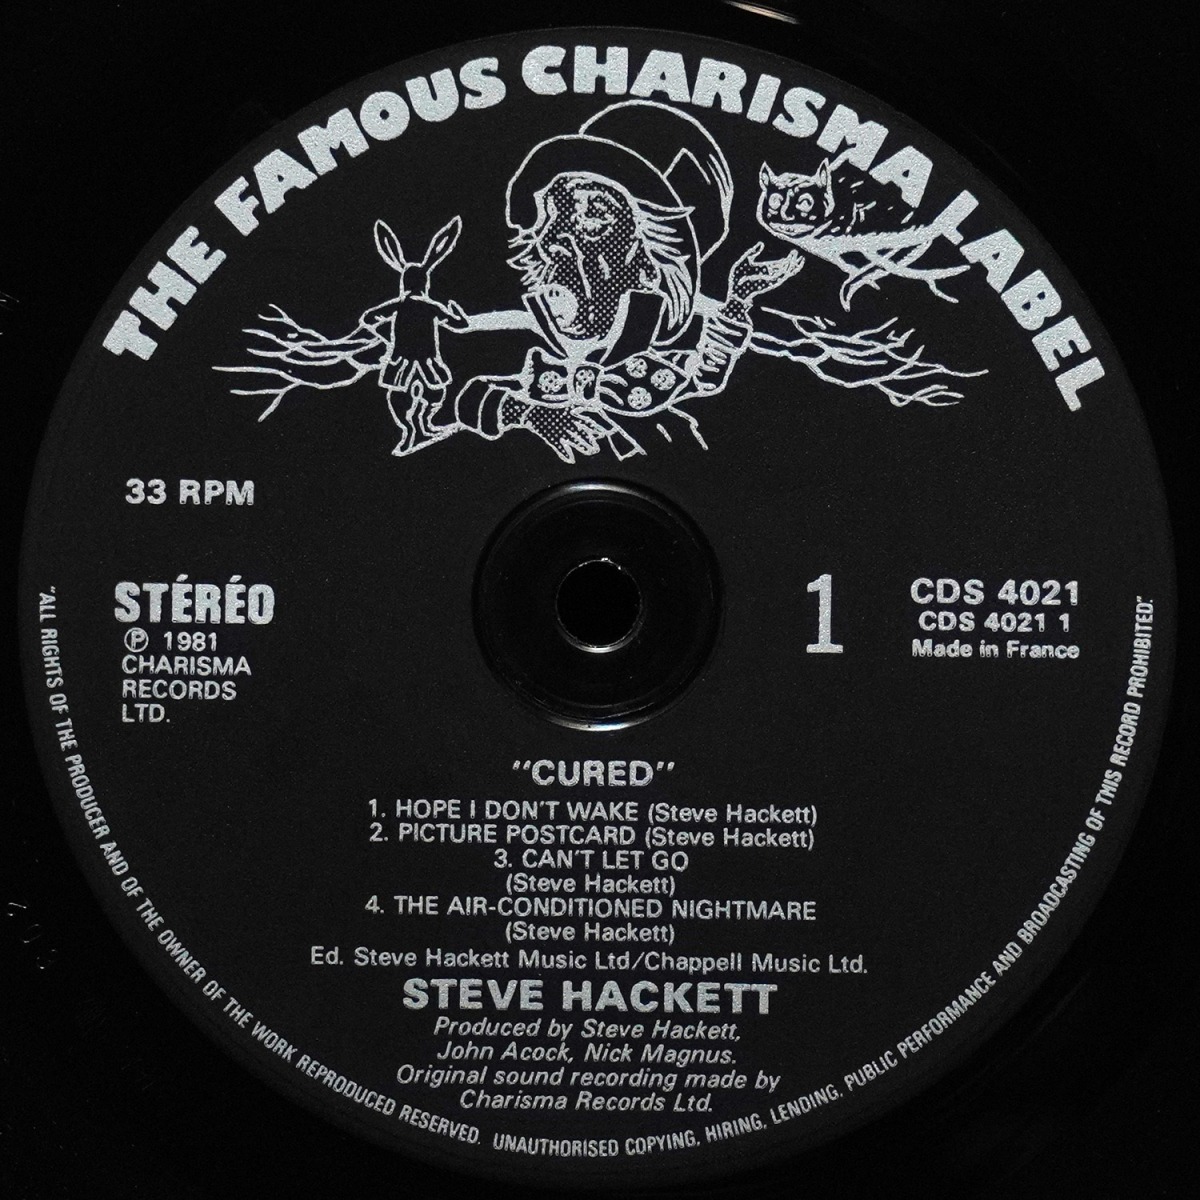 THE FAMOUS CHARISMA LABEL
33 RPM
STÉRÉO
Ⓟ 1981
CHARISMA
RECORDS
LTD.
1
CDS 4021
CDS 4021 1
Made in France
"CURED"
1. HOPE I DON'T WAKE (Steve Hackett)
2. PICTURE POSTCARD (Steve Hackett)
3. CAN'T LET GO
(Steve Hackett)
4. THE AIR-CONDITIONED NIGHTMARE
(Steve Hackett)
Ed. Steve Hackett Music Ltd/Chappell Music Ltd.
STEVE HACKETT
Produced by Steve Hackett,
John Acock, Nick Magnus.
Original sound recording made by
Charisma Records Ltd.
"ALL RIGHTS OF THE PRODUCER AND OF THE OWNER OF THE WORK REPRODUCED RESERVED. UNAUTHORISED COPYING, HIRING, LENDING, PUBLIC PERFORMANCE AND BROADCASTING OF THIS RECORD PROHIBITED."